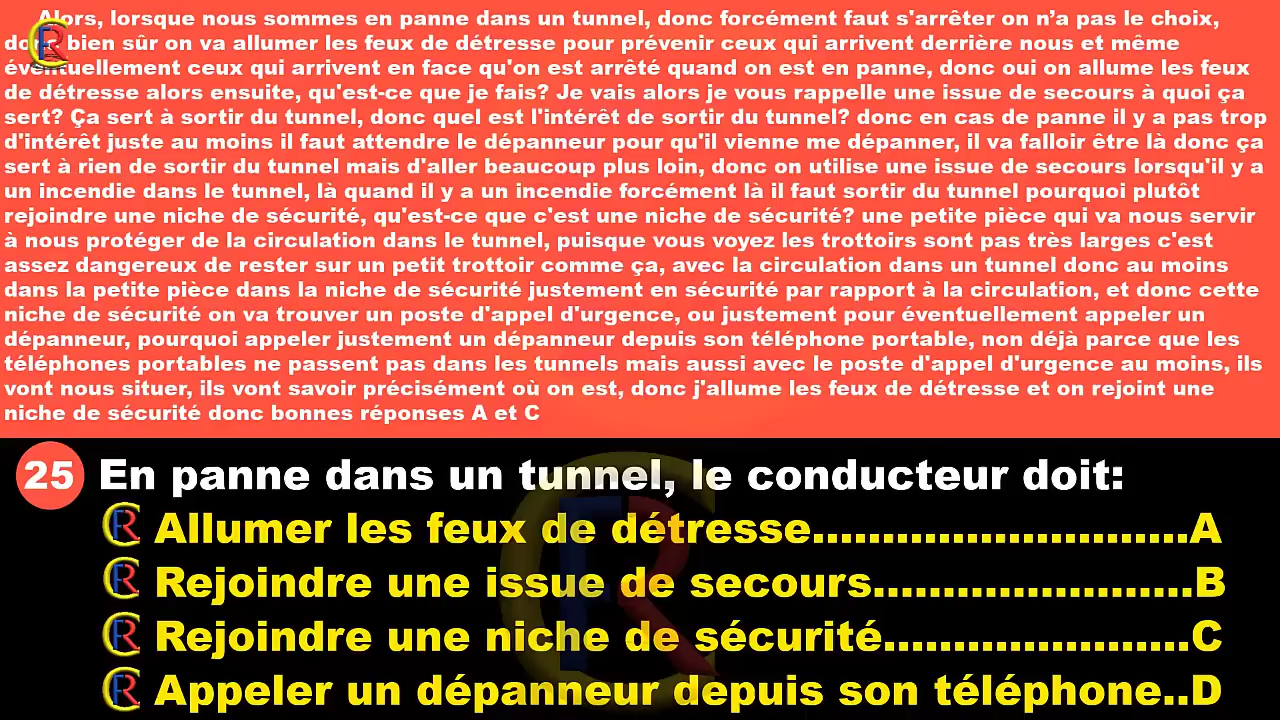 Alors, lorsque nous sommes en panne dans un tunnel, donc forcément faut s'arrêter on n’a pas le choix,
donc bien sûr on va allumer les feux de détresse pour prévenir ceux qui arrivent derrière nous et même
éventuellement ceux qui arrivent en face qu'on est arrêté quand on est en panne, donc oui on allume les feux
de détresse alors ensuite, qu'est-ce que je fais? Je vais alors je vous rappelle une issue de secours à quoi ça
sert? Ça sert à sortir du tunnel, donc quel est l'intérêt de sortir du tunnel? donc en cas de panne il y a pas trop
d'intérêt juste au moins il faut attendre le dépanneur pour qu'il vienne me dépanner, il va falloir être là donc ça
sert à rien de sortir du tunnel mais d'aller beaucoup plus loin, donc on utilise une issue de secours lorsqu'il y a
un incendie dans le tunnel, là quand il y a un incendie forcément là il faut sortir du tunnel pourquoi plutôt
rejoindre une niche de sécurité, qu'est-ce que c'est une niche de sécurité? une petite pièce qui va nous servir
à nous protéger de la circulation dans le tunnel, puisque vous voyez les trottoirs sont pas très larges c'est
assez dangereux de rester sur un petit trottoir comme ça, avec la circulation dans un tunnel donc au moins
dans la petite pièce dans la niche de sécurité justement en sécurité par rapport à la circulation, et donc cette
niche de sécurité on va trouver un poste d'appel d'urgence, ou justement pour éventuellement appeler un
dépanneur, pourquoi appeler justement un dépanneur depuis son téléphone portable, non déjà parce que les
téléphones portables ne passent pas dans les tunnels mais aussi avec le poste d'appel d'urgence au moins, ils
vont nous situer, ils vont savoir précisément où on est, donc j'allume les feux de détresse et on rejoint une
niche de sécurité donc bonnes réponses A et C
25 En panne dans un tunnel, le conducteur doit:
Allumer les feux de détresse...........................A
Rejoindre une issue de secours.......................B
Rejoindre une niche de sécurité......................C
Appeler un dépanneur depuis son téléphone..D